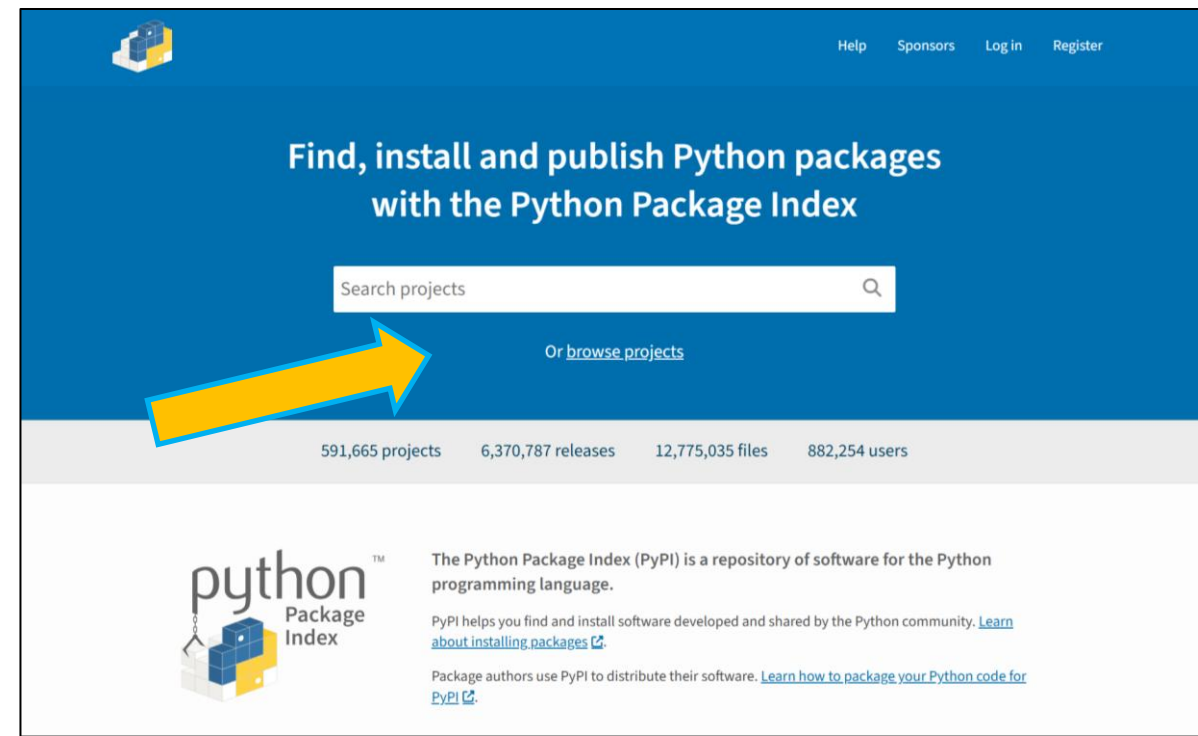 Help Sponsors Log in Register
Find, install and publish Python packages
with the Python Package Index
Search projects
Or browse projects
591,665 projects 6,370,787 releases 12,775,035 files 882,254 users
python™
Package
Index
The Python Package Index (PyPI) is a repository of software for the Python
programming language.
PyPI helps you find and install software developed and shared by the Python community. Learn
about installing packages.
Package authors use PyPI to distribute their software. Learn how to package your Python code for
PyPI.